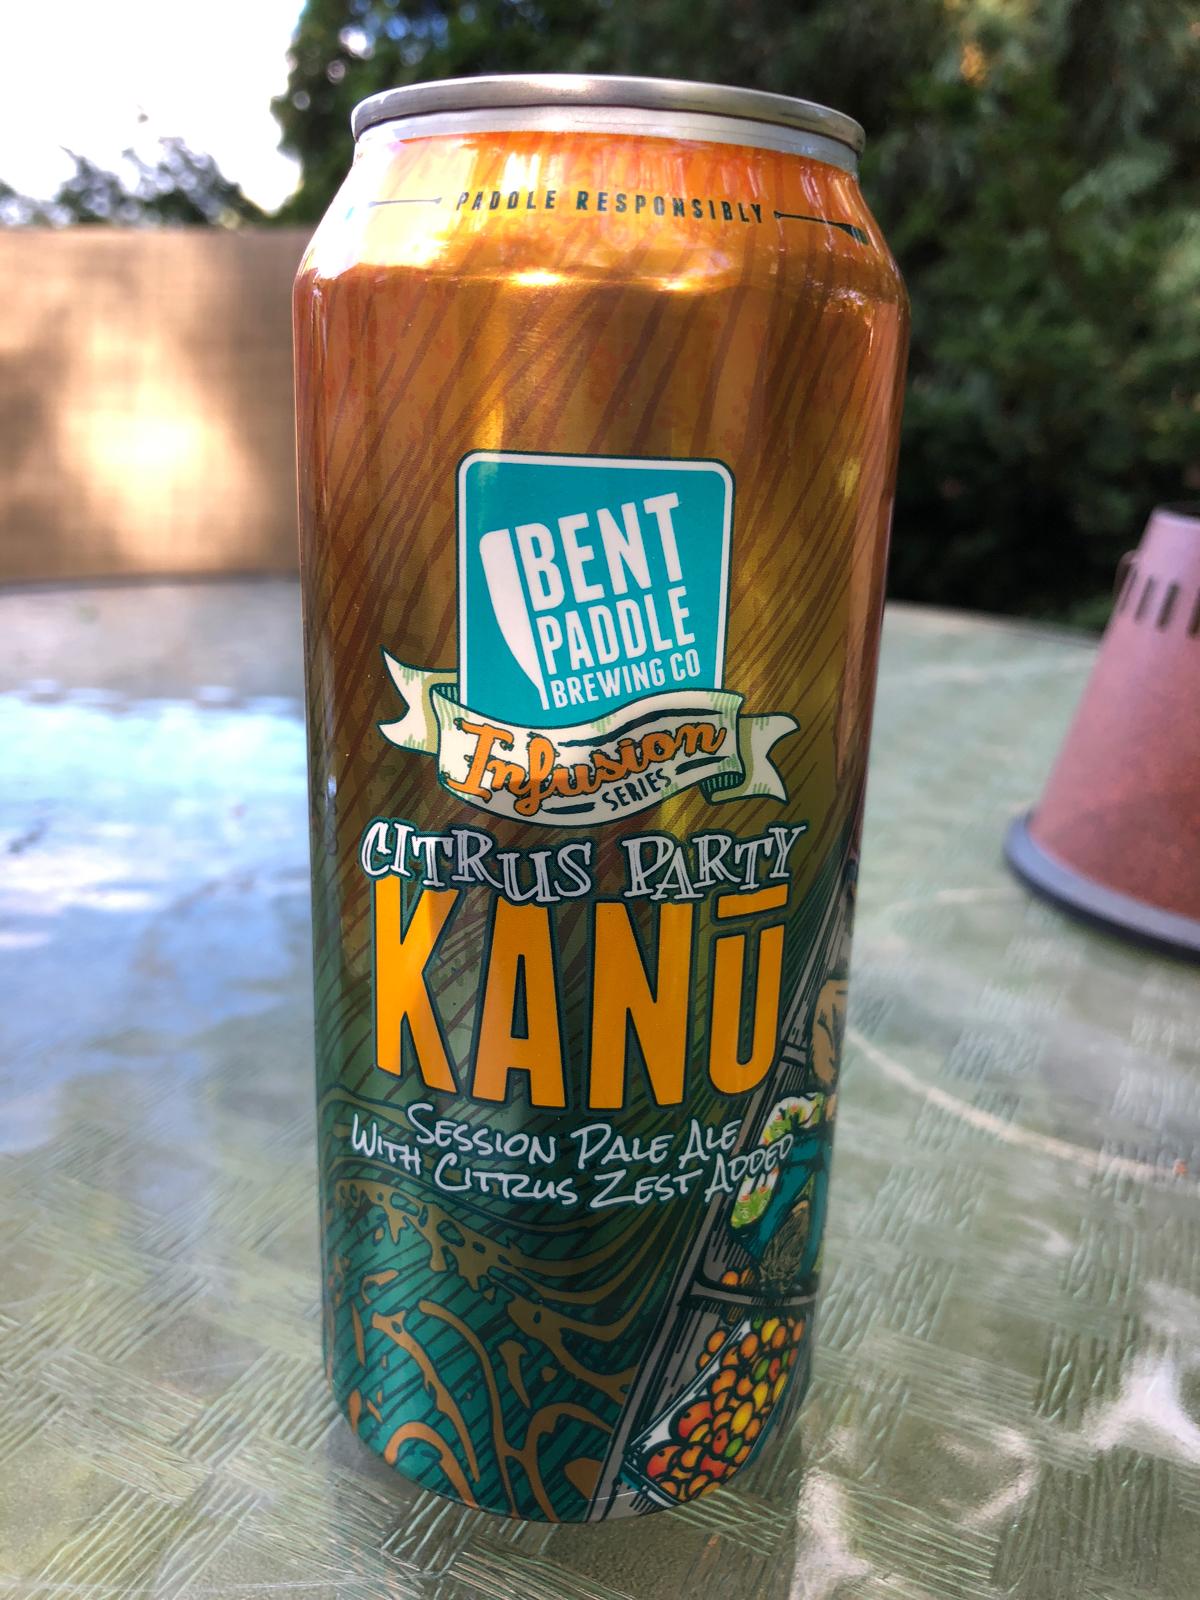 PADDLE RESPONSIBLY
BENT
PADDLE
BREWING CO
Infusion
SERIES
CITRUS PARTY
KANŪ
SESSION PALE ALE
WITH CITRUS ZEST ADDED